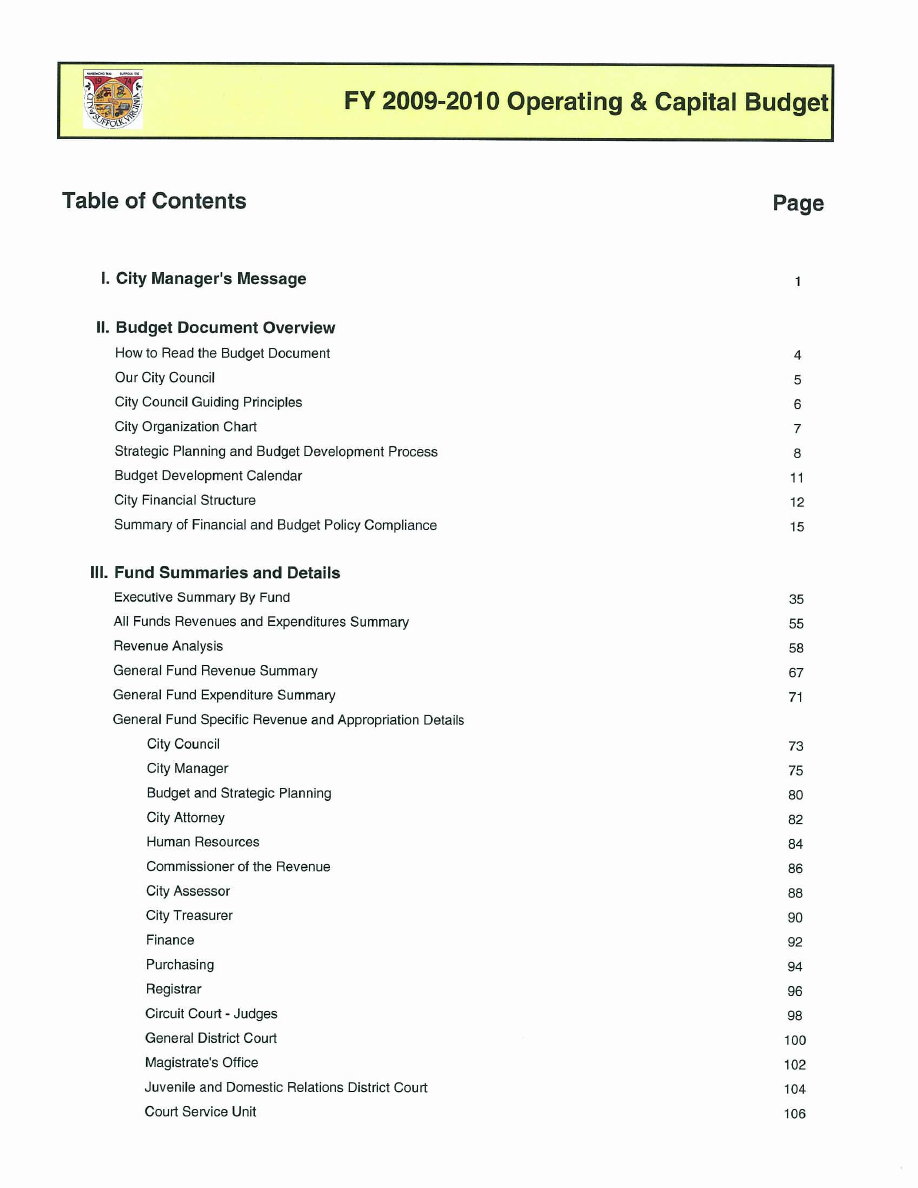 FY 2009-2010 Operating & Capital Budget
Table of Contents Page
I. City Manager's Message 1
II. Budget Document Overview
How to Read the Budget Document 4
Our City Council 5
City Council Guiding Principles 6
City Organization Chart 7
Strategic Planning and Budget Development Process 8
Budget Development Calendar 11
City Financial Structure 12
Summary of Financial and Budget Policy Compliance 15
III. Fund Summaries and Details
Executive Summary By Fund 35
All Funds Revenues and Expenditures Summary 55
Revenue Analysis 58
General Fund Revenue Summary 67
General Fund Expenditure Summary 71
General Fund Specific Revenue and Appropriation Details
City Council 73
City Manager 75
Budget and Strategic Planning 80
City Attorney 82
Human Resources 84
Commissioner of the Revenue 86
City Assessor 88
City Treasurer 90
Finance 92
Purchasing 94
Registrar 96
Circuit Court - Judges 98
General District Court 100
Magistrate's Office 102
Juvenile and Domestic Relations District Court 104
Court Service Unit 106